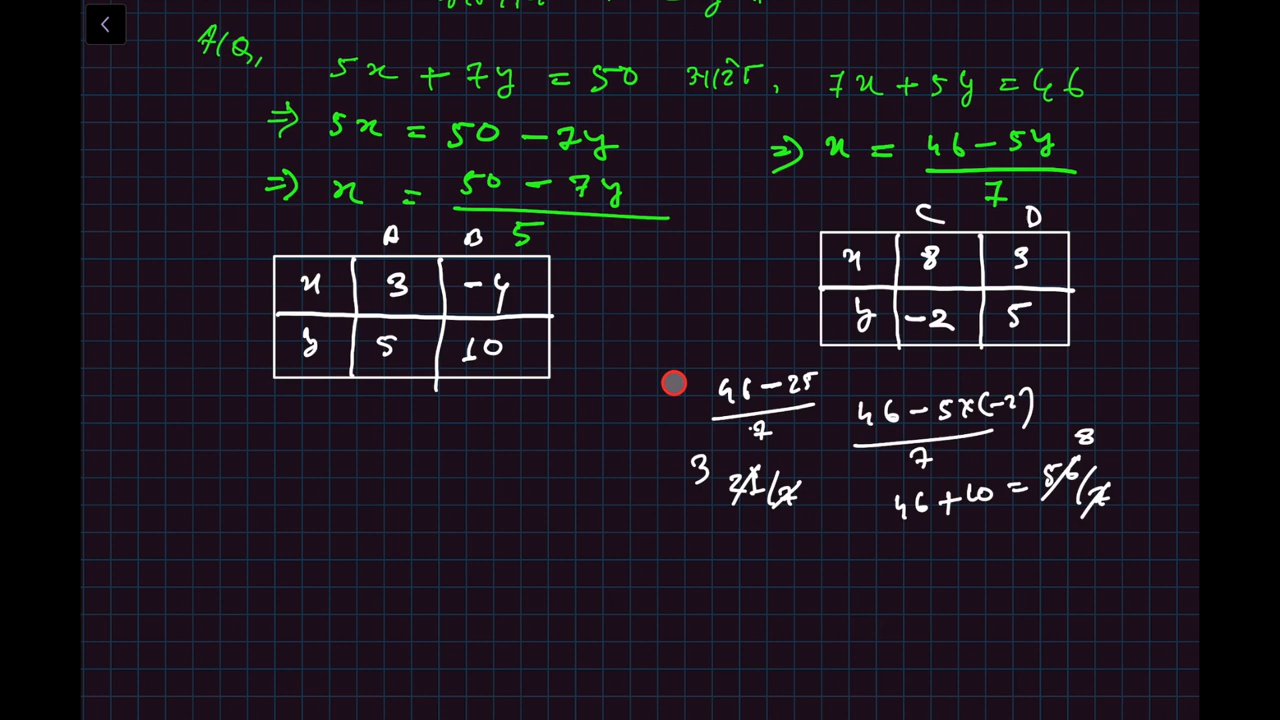 A/Q,
5x + 7y = 50 और, 7x + 5y = 46
⇒ 5x = 50 - 7y
⇒ x = (46 - 5y)/7
⇒ x = (50 - 7y)/5
A B
x 3 -4
y 5 10
C D
x 8 3
y -2 5
(46 - 25)/7
3 21/7
(46 - 5×(-2))/7
8
46 + 10 = 56/7